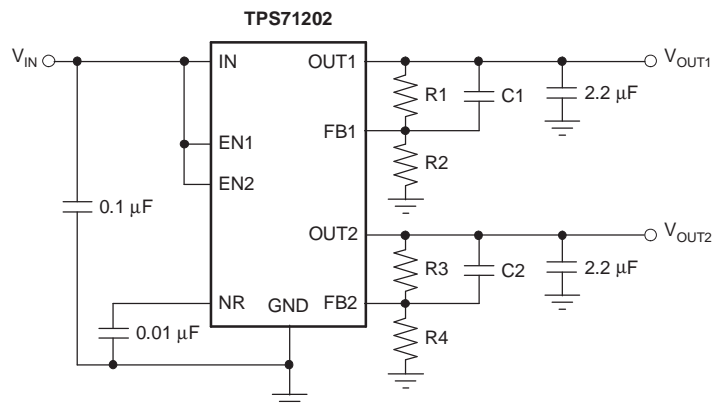 TPS71202
V_IN
IN
OUT1
V_OUT1
R1
C1
2.2 μF
FB1
EN1
R2
EN2
0.1 μF
OUT2
V_OUT2
R3
C2
2.2 μF
NR
GND
FB2
0.01 μF
R4